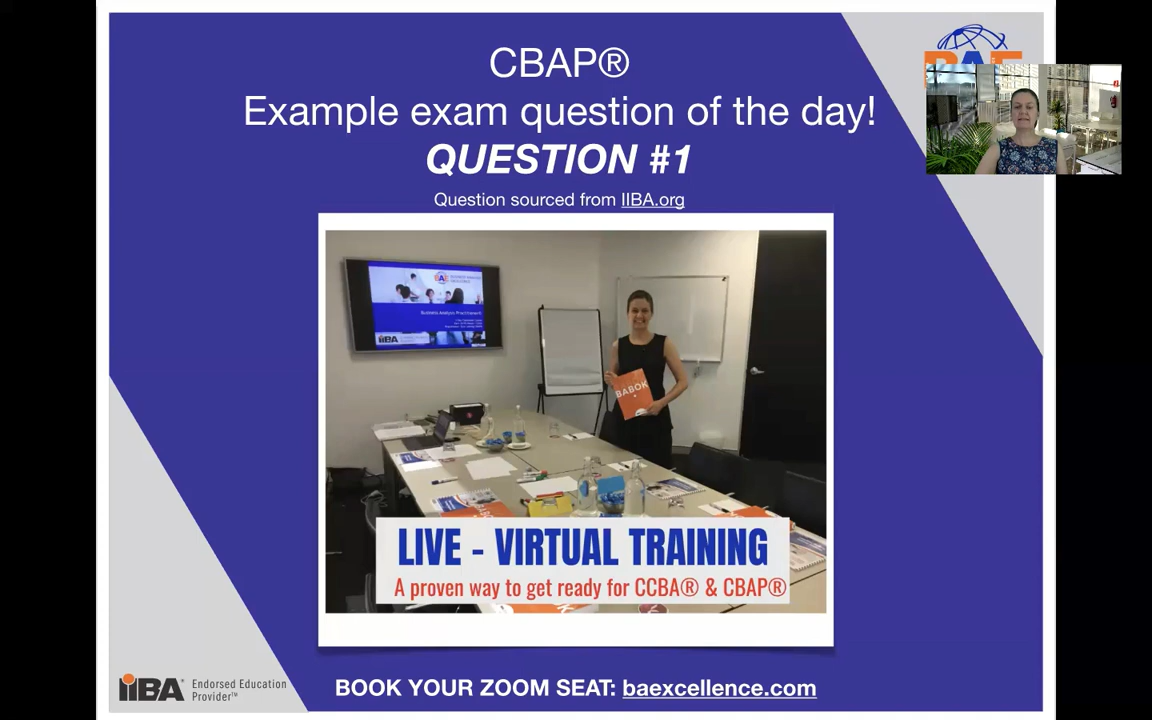 CBAP®
Example exam question of the day!
QUESTION #1
Question sourced from IIBA.org
BABOK
LIVE - VIRTUAL TRAINING
A proven way to get ready for CCBA® & CBAP®
iiBA® Endorsed Education
Provider™
BOOK YOUR ZOOM SEAT: baexcellence.com